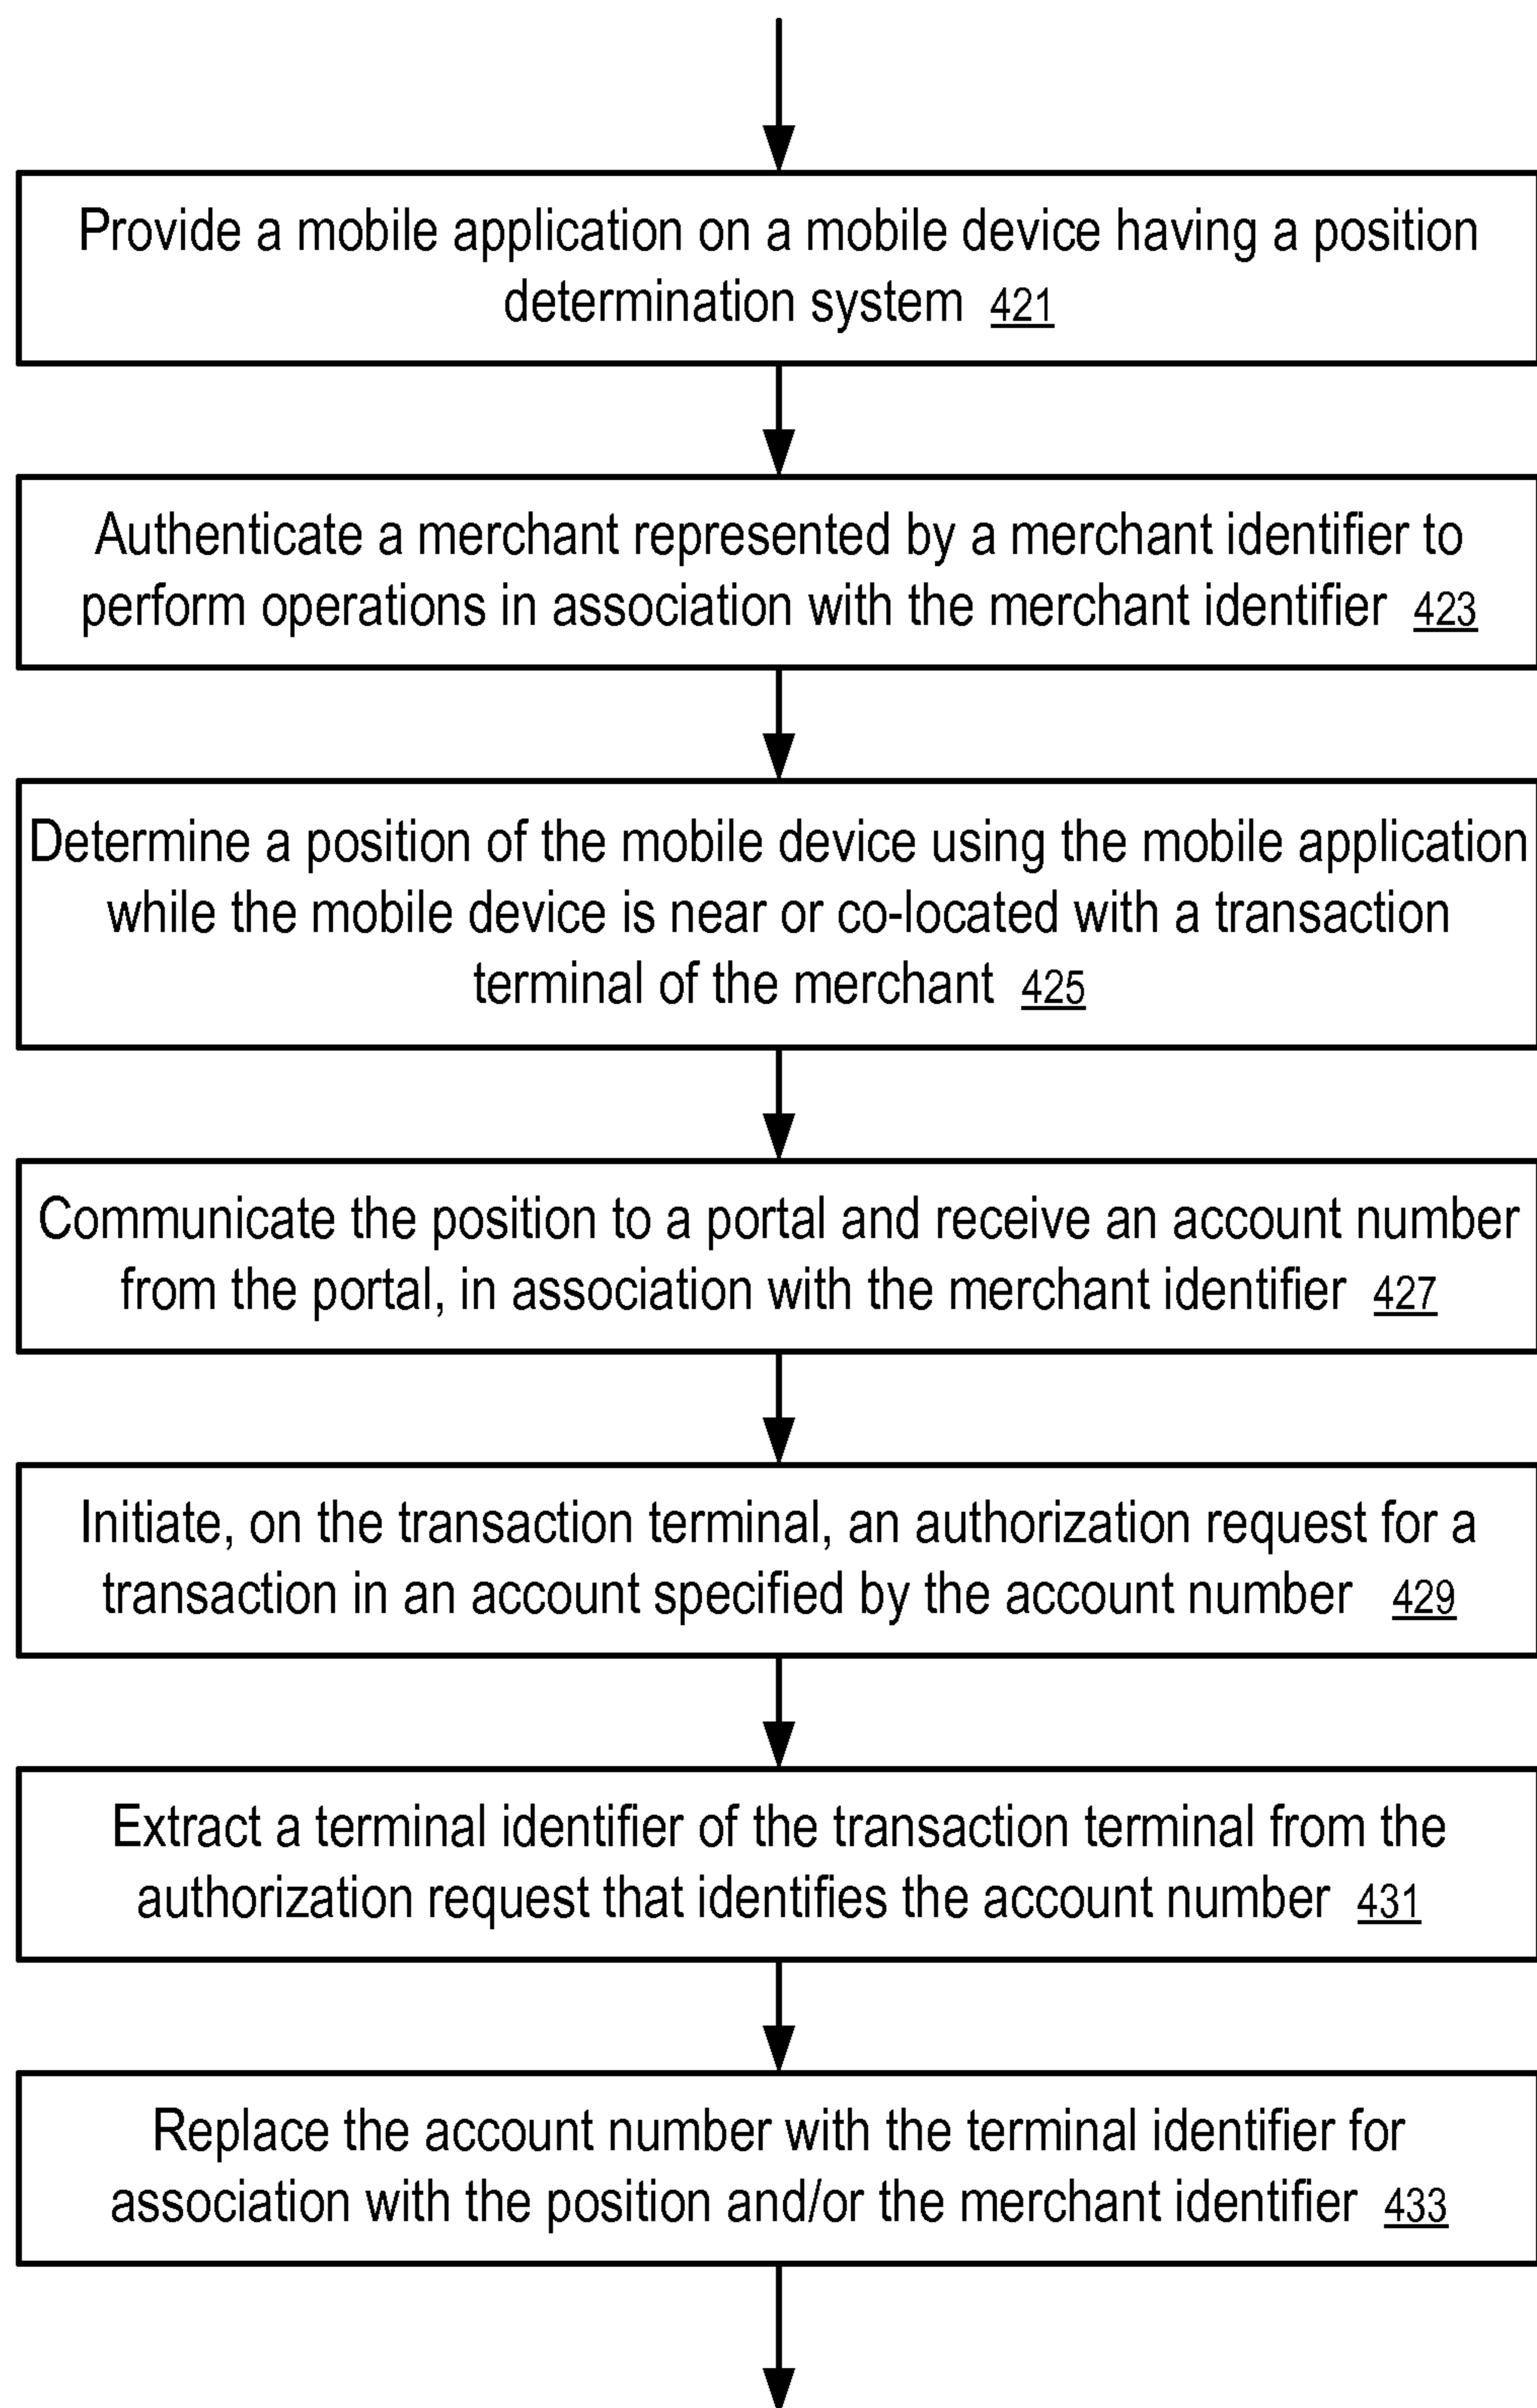 Provide a mobile application on a mobile device having a position
determination system 421
Authenticate a merchant represented by a merchant identifier to
perform operations in association with the merchant identifier 423
Determine a position of the mobile device using the mobile application
while the mobile device is near or co-located with a transaction
terminal of the merchant 425
Communicate the position to a portal and receive an account number
from the portal, in association with the merchant identifier 427
Initiate, on the transaction terminal, an authorization request for a
transaction in an account specified by the account number 429
Extract a terminal identifier of the transaction terminal from the
authorization request that identifies the account number 431
Replace the account number with the terminal identifier for
association with the position and/or the merchant identifier 433